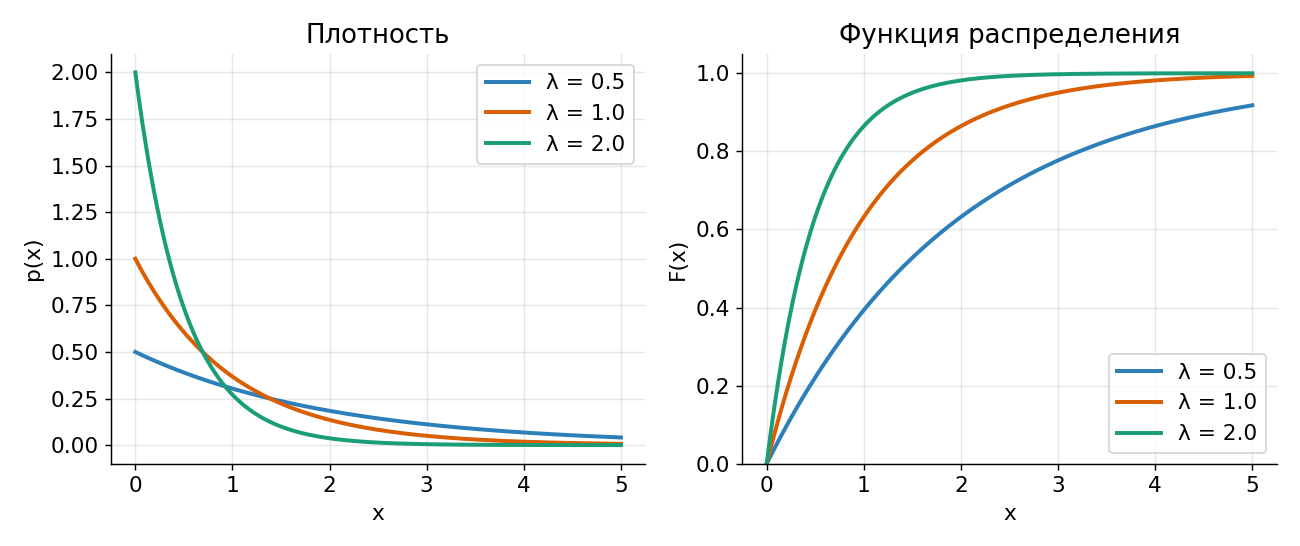 Плотность
p(x)
2.00
1.75
1.50
1.25
1.00
0.75
0.50
0.25
0.00
0 1 2 3 4 5
x
λ = 0.5
λ = 1.0
λ = 2.0
Функция распределения
F(x)
1.0
0.8
0.6
0.4
0.2
0.0
0 1 2 3 4 5
x
λ = 0.5
λ = 1.0
λ = 2.0